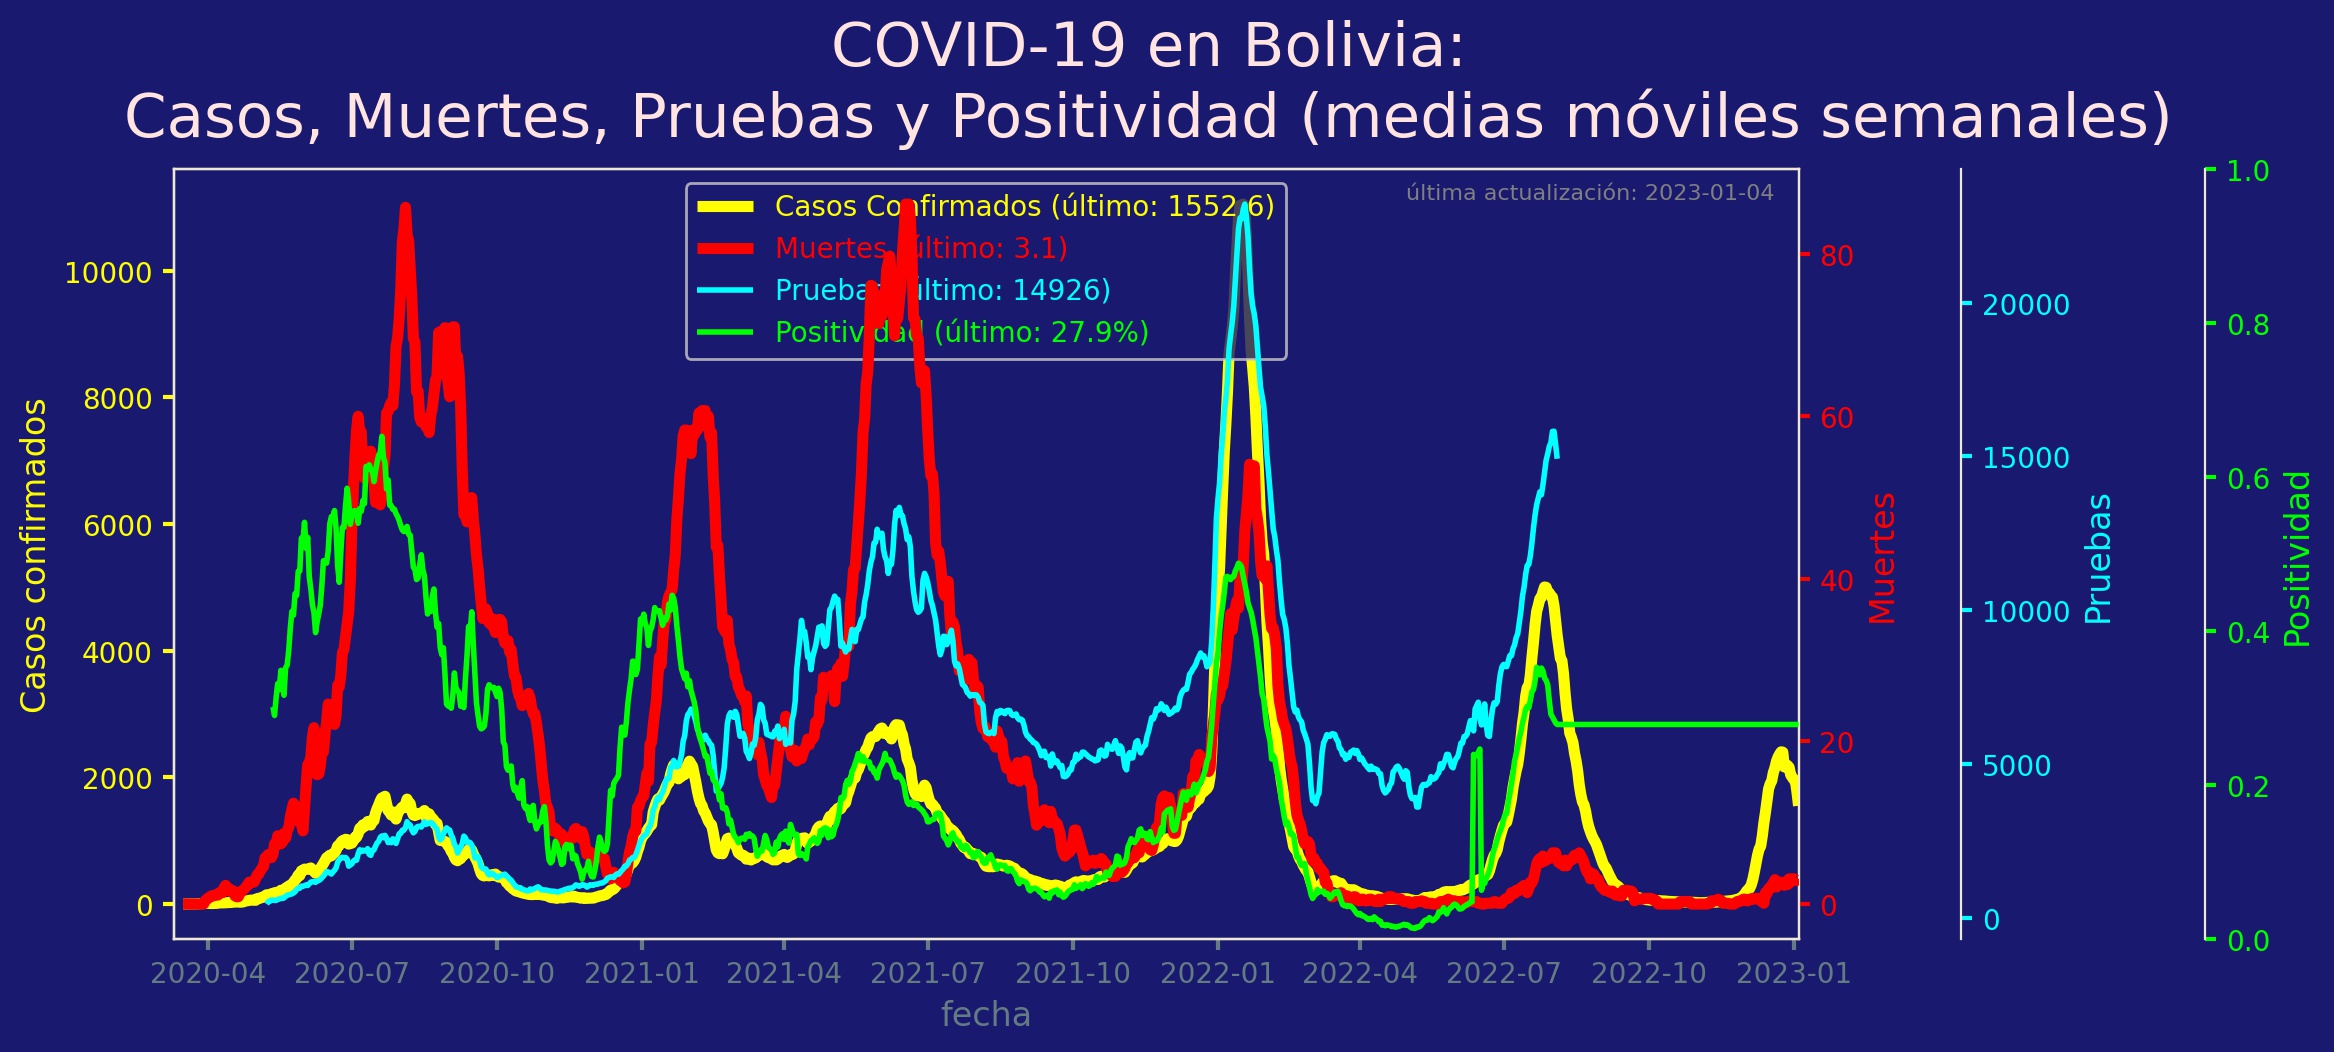 COVID-19 en Bolivia:
Casos, Muertes, Pruebas y Positividad (medias móviles semanales)
última actualización: 2023-01-04
Casos Confirmados (último: 1552.6)
Muertes (último: 3.1)
Pruebas (último: 14926)
Positividad (último: 27.9%)
Casos confirmados
10000
8000
6000
4000
2000
0
80
60
40
20
0
Muertes
20000
15000
10000
5000
0
Pruebas
1.0
0.8
0.6
0.4
0.2
0.0
Positividad
2020-04 2020-07 2020-10 2021-01 2021-04 2021-07 2021-10 2022-01 2022-04 2022-07 2022-10 2023-01
fecha